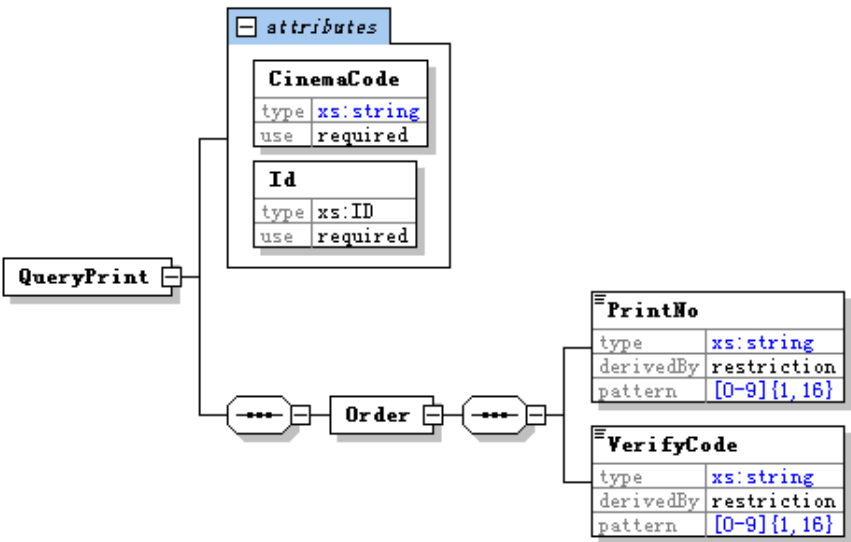 attributes
CinemaCode
type xs:string
use required
Id
type xs:ID
use required
QueryPrint
PrintNo
type xs:string
derivedBy restriction
pattern [0-9]{1,16}
Order
VerifyCode
type xs:string
derivedBy restriction
pattern [0-9]{1,16}